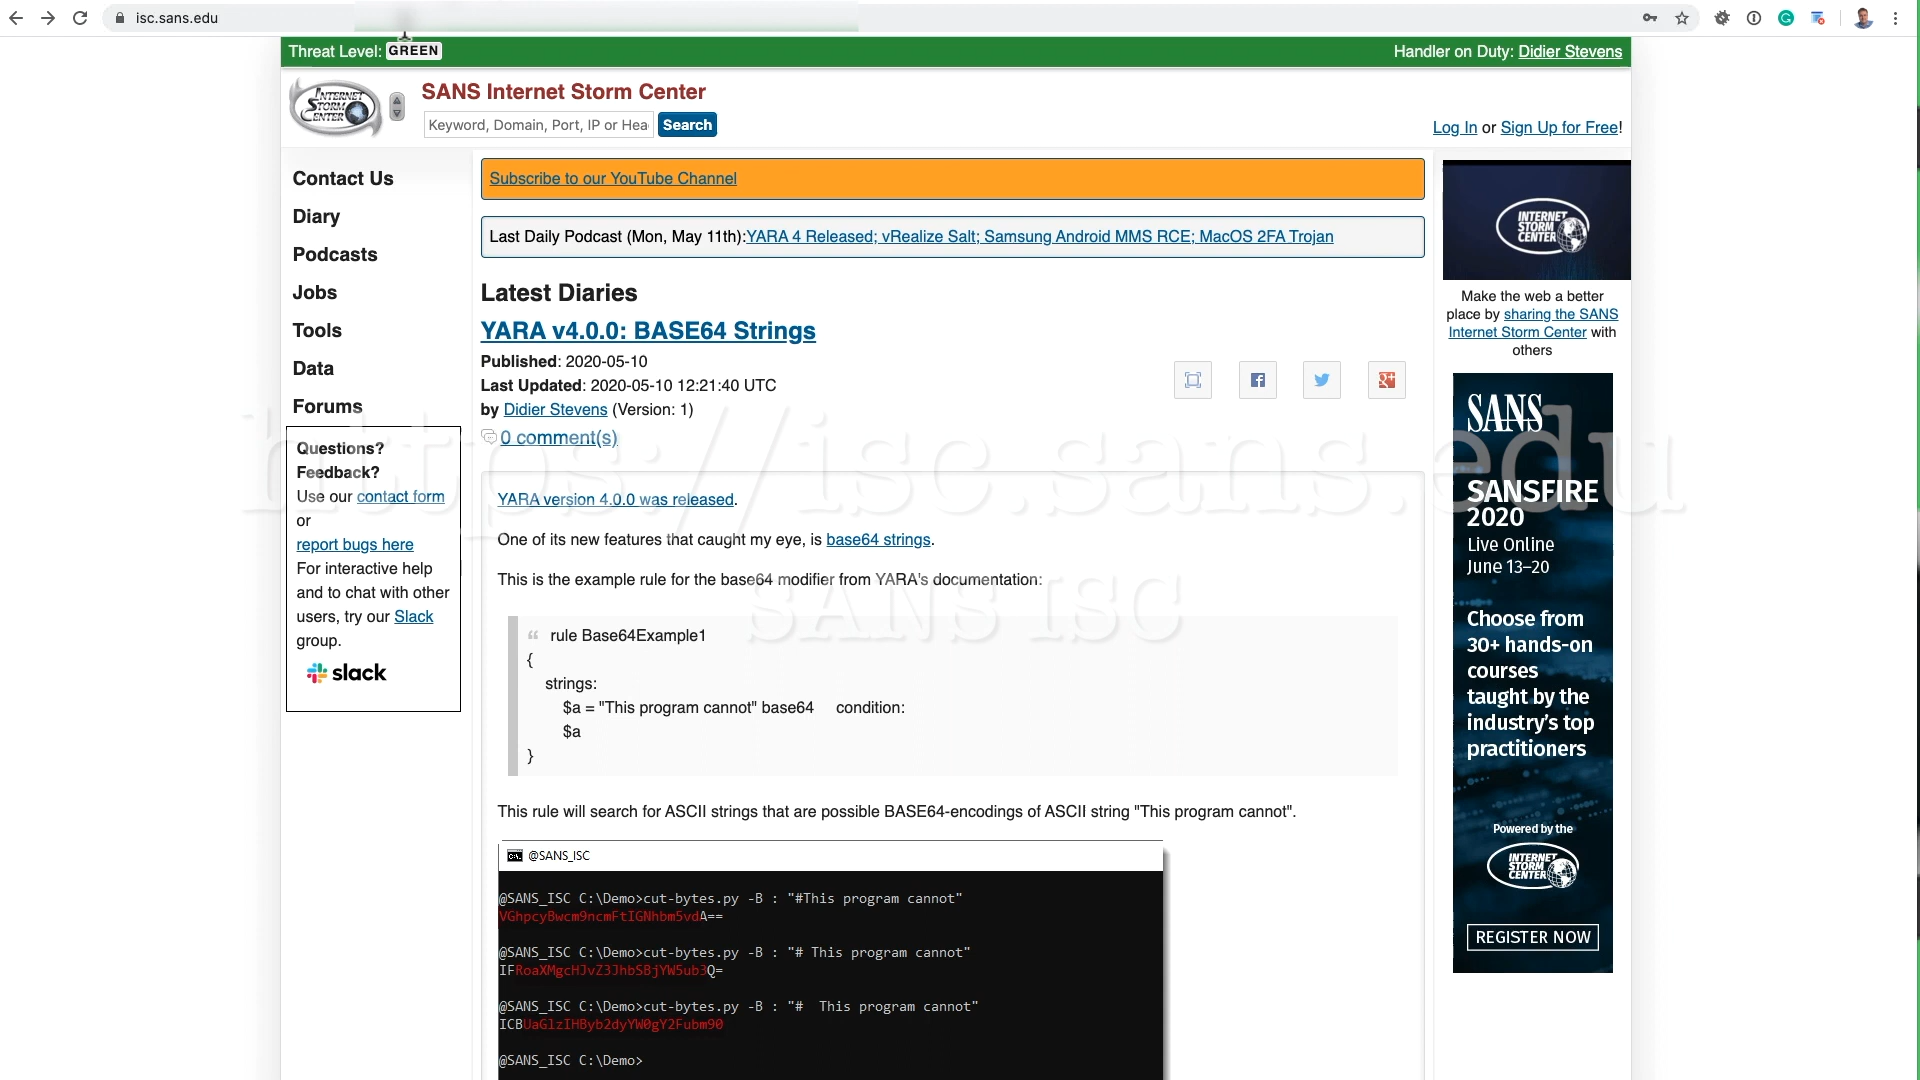 isc.sans.edu
Threat Level: GREEN
Handler on Duty: Didier Stevens
INTERNET
STORM
CENTER
SANS Internet Storm Center
Keyword, Domain, Port, IP or Hea
Search
Log In or Sign Up for Free!
Contact Us
Diary
Podcasts
Jobs
Tools
Data
Forums
Questions?
Feedback?
Use our contact form
or
report bugs here
For interactive help
and to chat with other
users, try our Slack
group.
slack
Subscribe to our YouTube Channel
Last Daily Podcast (Mon, May 11th):YARA 4 Released; vRealize Salt; Samsung Android MMS RCE; MacOS 2FA Trojan
Latest Diaries
YARA v4.0.0: BASE64 Strings
Published: 2020-05-10
Last Updated: 2020-05-10 12:21:40 UTC
by Didier Stevens (Version: 1)
0 comment(s)
YARA version 4.0.0 was released.
One of its new features that caught my eye, is base64 strings.
This is the example rule for the base64 modifier from YARA's documentation:
“ rule Base64Example1
{
strings:
$a = "This program cannot" base64 condition:
$a
}
This rule will search for ASCII strings that are possible BASE64-encodings of ASCII string "This program cannot".
@SANS_ISC
@SANS_ISC C:\Demo>cut-bytes.py -B : "#This program cannot"
VGhpcyBwcm9ncmFtIGNhbm5vdA==
@SANS_ISC C:\Demo>cut-bytes.py -B : "# This program cannot"
IFRoaXMgcHJvZ3JhbSBjYW5ub3Q=
@SANS_ISC C:\Demo>cut-bytes.py -B : "#  This program cannot"
ICBUaGlzIHByb2dyYW0gY2Fubm90
@SANS_ISC C:\Demo>
INTERNET
STORM
CENTER
Make the web a better
place by sharing the SANS
Internet Storm Center with
others
SANS
SANSFIRE
2020
Live Online
June 13–20
Choose from
30+ hands-on
courses
taught by the
industry’s top
practitioners
Powered by the
INTERNET
STORM
CENTER
REGISTER NOW
https://isc.sans.edu
SANS ISC